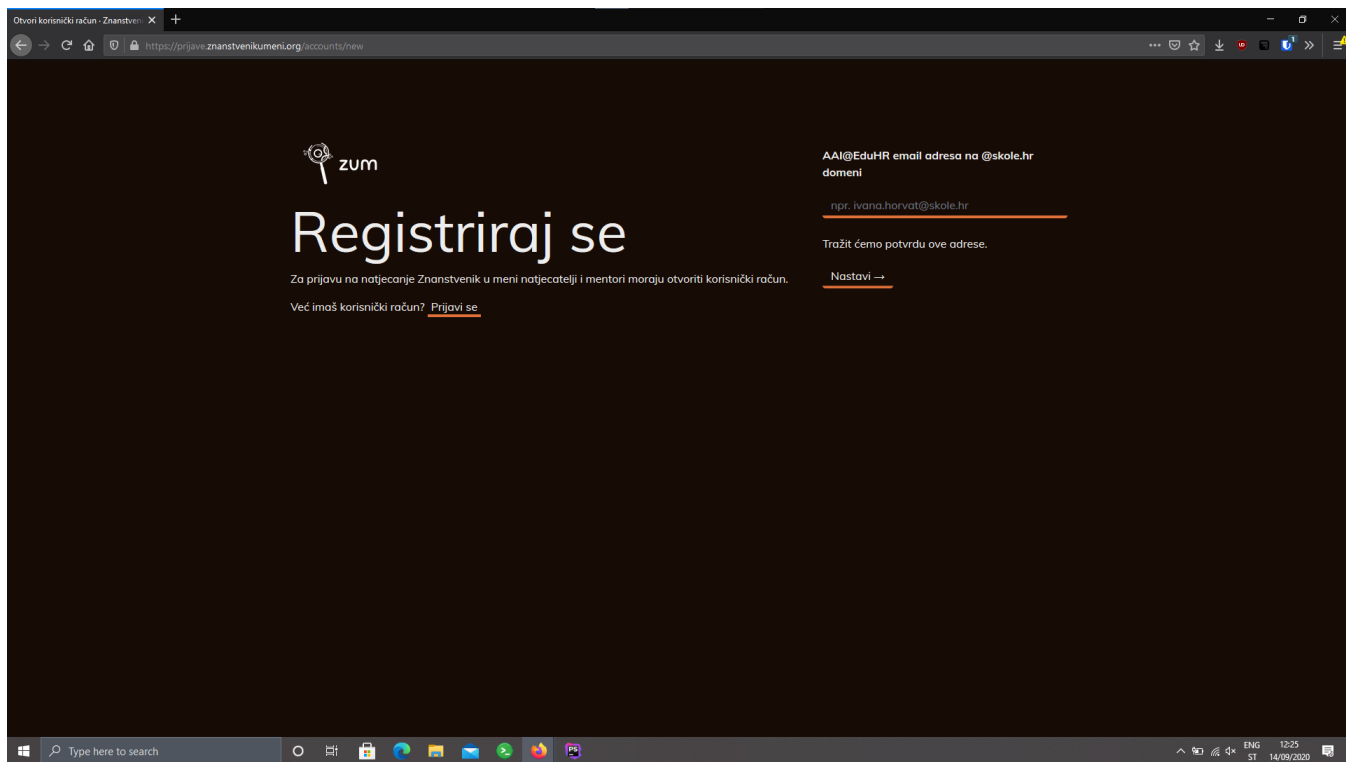 Otvori korisnički račun - Znanstveni
https://prijave.znanstvenikumeni.org/accounts/new
1
zum
Registriraj se
Za prijavu na natjecanje Znanstvenik u meni natjecatelji i mentori moraju otvoriti korisnički račun.
Već imaš korisnički račun? Prijavi se
AAI@EduHR email adresa na @skole.hr
domeni
npr. ivana.horvat@skole.hr
Tražit ćemo potvrdu ove adrese.
Nastavi →
Type here to search
PS
ENG
ST
12:25
14/09/2020